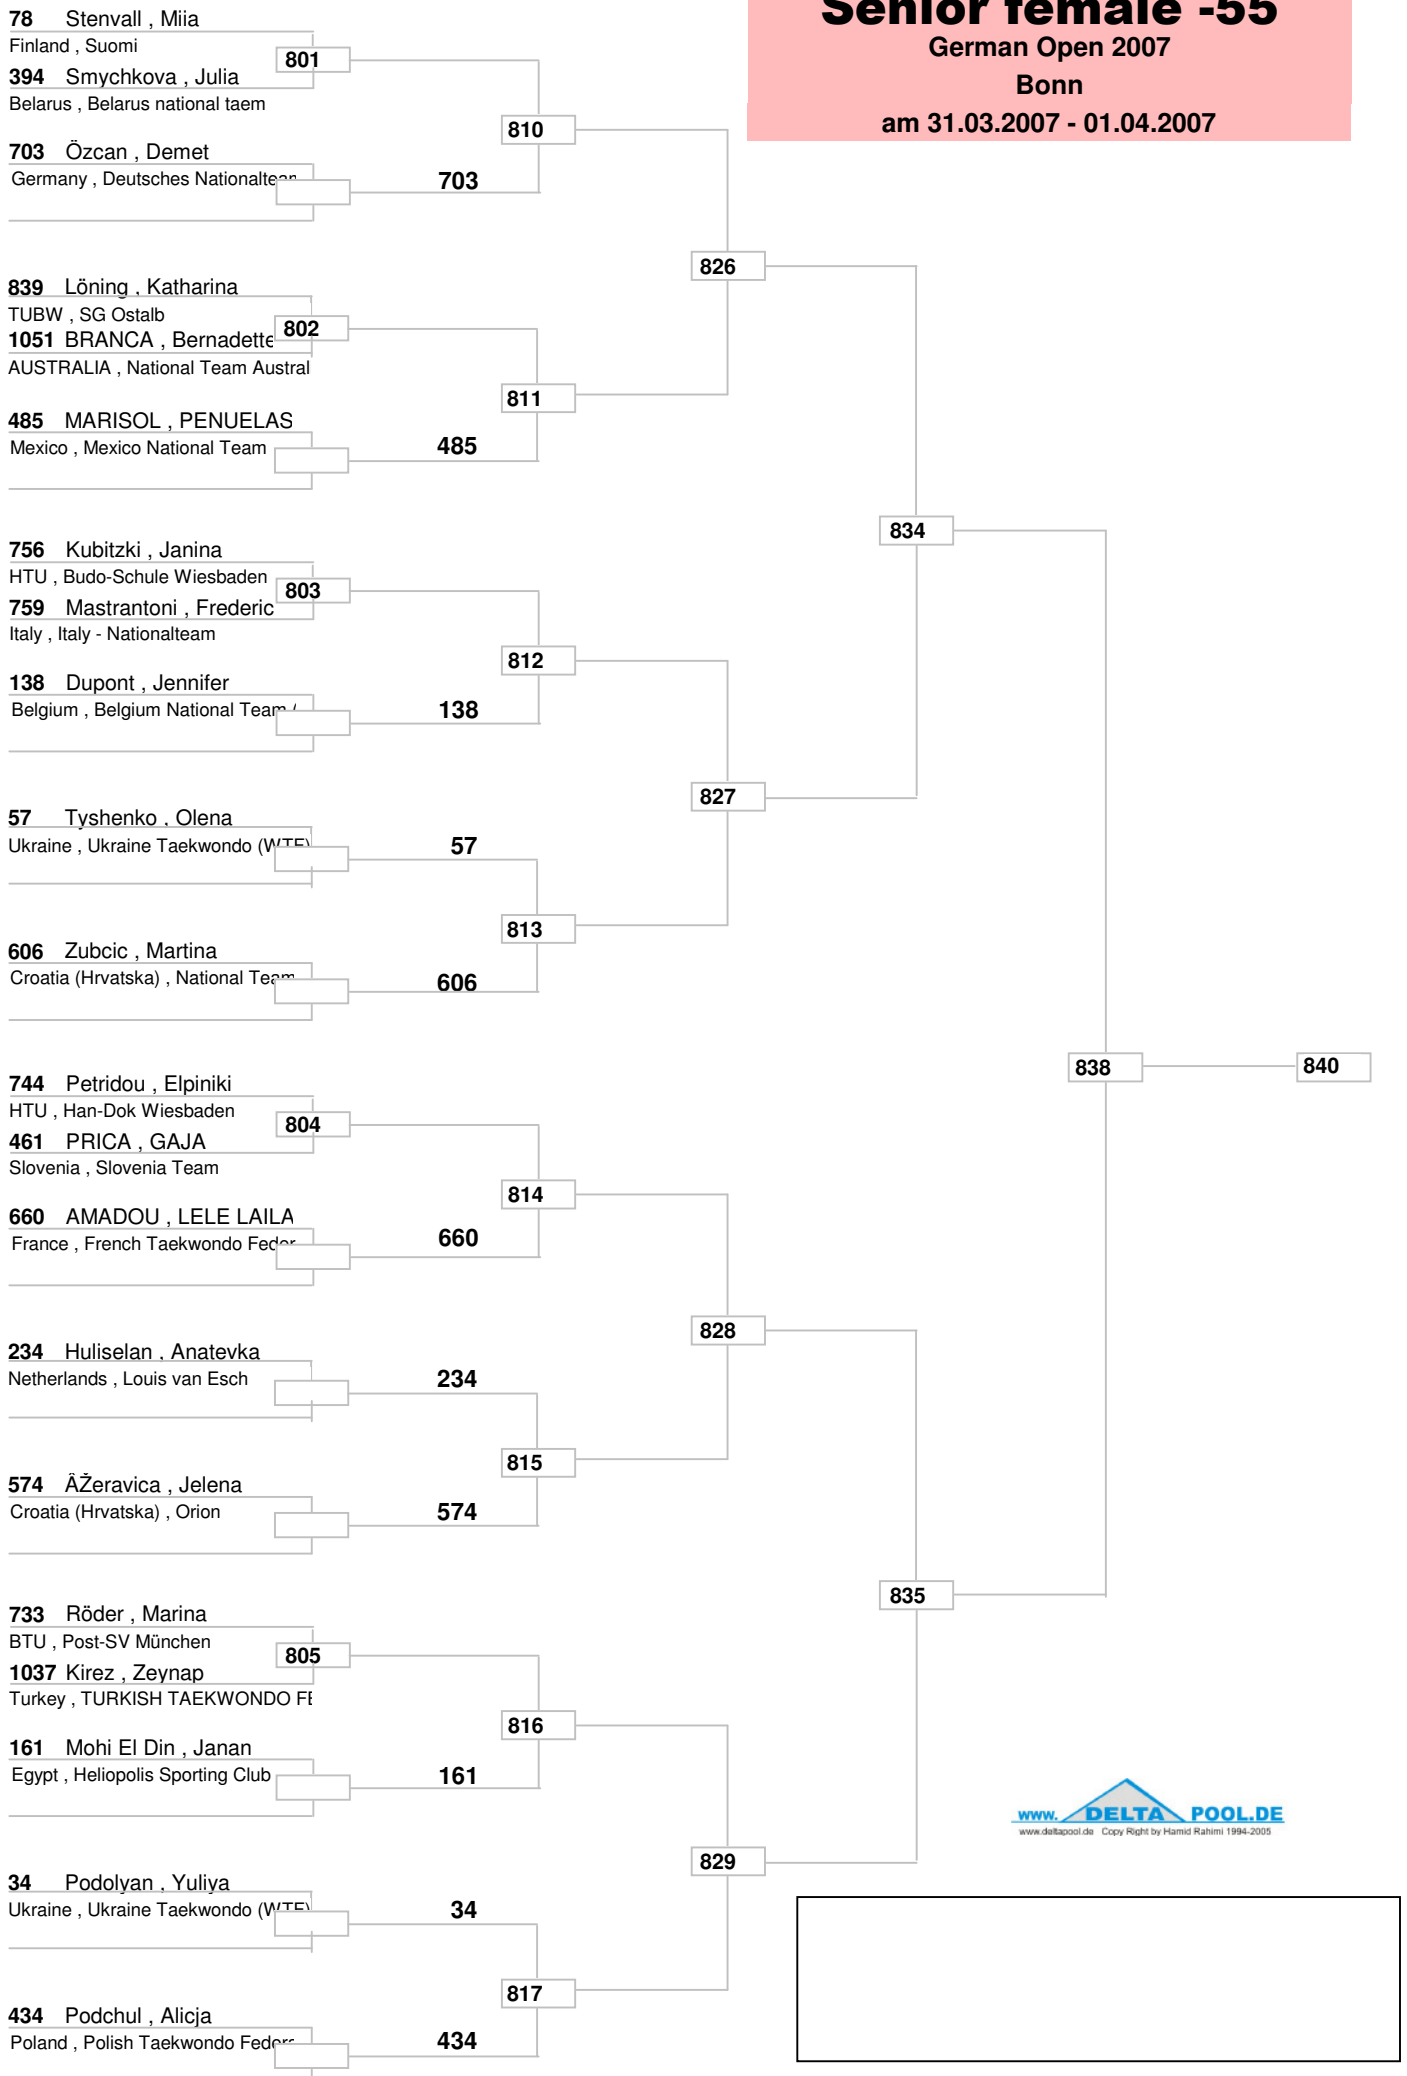 Senior female -55
German Open 2007
Bonn
am 31.03.2007 - 01.04.2007
78 Stenvall , Miia
Finland , Suomi
801
394 Smychkova , Julia
Belarus , Belarus national taem
810
703 Özcan , Demet
Germany , Deutsches Nationaltean
703
826
839 Löning , Katharina
TUBW , SG Ostalb
802
1051 BRANCA , Bernadette
AUSTRALIA , National Team Austral
811
485 MARISOL , PENUELAS
Mexico , Mexico National Team
485
834
756 Kubitzki , Janina
HTU , Budo-Schule Wiesbaden
803
759 Mastrantoni , Frederic
Italy , Italy - Nationalteam
812
138 Dupont , Jennifer
Belgium , Belgium National Team (
138
827
57 Tyshenko , Olena
Ukraine , Ukraine Taekwondo (WTF)
57
813
606 Zubcic , Martina
Croatia (Hrvatska) , National Team
606
838
840
744 Petridou , Elpiniki
HTU , Han-Dok Wiesbaden
804
461 PRICA , GAJA
Slovenia , Slovenia Team
814
660 AMADOU , LELE LAILA
France , French Taekwondo Feder
660
828
234 Huliselan , Anatevka
Netherlands , Louis van Esch
234
815
574 ÄŽeravica , Jelena
Croatia (Hrvatska) , Orion
574
835
733 Röder , Marina
BTU , Post-SV München
805
1037 Kirez , Zeynap
Turkey , TURKISH TAEKWONDO FE
816
161 Mohi El Din , Janan
Egypt , Heliopolis Sporting Club
161
www. DELTA POOL.DE
www.deltapool.de Copy Right by Hamid Rahimi 1994-2005
829
34 Podolyan , Yuliya
Ukraine , Ukraine Taekwondo (WTF)
34
817
434 Podchul , Alicja
Poland , Polish Taekwondo Federa
434